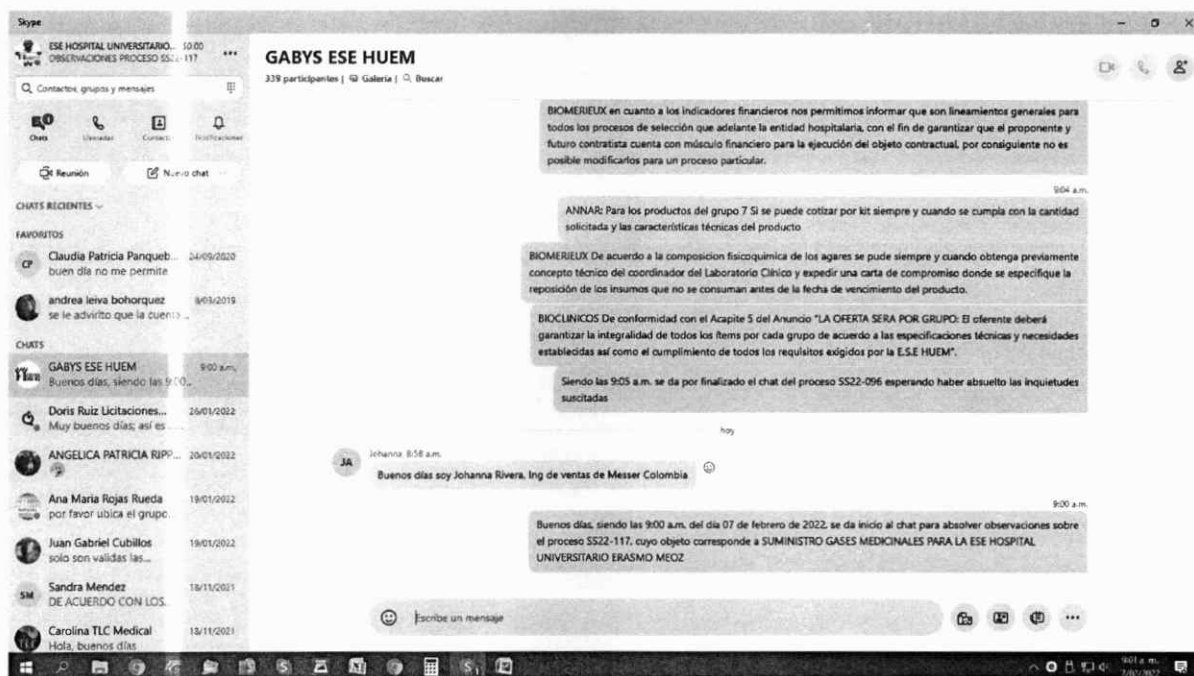 Skype
ESE HOSPITAL UNIVERSITARIO... $0.00
OBSERVACIONES PROCESO SS22-117
Contactos, grupos y mensajes
Chats
Llamadas
Contactos
Notificaciones
Reunión
Nuevo chat
CHATS RECIENTES
FAVORITOS
CP
Claudia Patricia Panqueb... 24/09/2020
buen día no me permite
andrea leiva bohorquez 8/03/2019
se le advirito que la cuenta...
CHATS
GABYS ESE HUEM 9:00 a.m.
Buenos días, siendo las 9:00...
Doris Ruiz Licitaciones... 26/01/2022
Muy buenos días; así es
ANGELICA PATRICIA RIPP... 20/01/2022
Ana Maria Rojas Rueda 19/01/2022
por favor ubica el grupo
Juan Gabriel Cubillos 19/01/2022
solo son validas las...
SM
Sandra Mendez 18/11/2021
DE ACUERDO CON LOS
Carolina TLC Medical 18/11/2021
Hola, buenos días
GABYS ESE HUEM
339 participantes | Galería | Buscar
BIOMERIEUX en cuanto a los indicadores financieros nos permitimos informar que son lineamientos generales para
todos los procesos de selección que adelante la entidad hospitalaria, con el fin de garantizar que el proponente y
futuro contratista cuenta con músculo financiero para la ejecución del objeto contractual, por consiguiente no es
posible modificarlos para un proceso particular.
9:04 a.m.
ANNAR: Para los productos del grupo 7 SI se puede cotizar por kit siempre y cuando se cumpla con la cantidad
solicitada y las características técnicas del producto
BIOMERIEUX De acuerdo a la composicion fisicoquimica de los agares se pude siempre y cuando obtenga previamente
concepto técnico del coordinador del Laboratorio Clínico y expedir una carta de compromiso donde se especifique la
reposición de los insumos que no se consuman antes de la fecha de vencimiento del producto.
BIOCLINICOS De conformidad con el Acapite 5 del Anuncio "LA OFERTA SERA POR GRUPO: El oferente deberá
garantizar la integralidad de todos los ítems por cada grupo de acuerdo a las especificaciones técnicas y necesidades
establecidas así como el cumplimiento de todos los requisitos exigidos por la E.S.E HUEM".
Siendo las 9:05 a.m. se da por finalizado el chat del proceso SS22-096 esperando haber absuelto las inquietudes
suscitadas
hoy
JA
Johanna, 8:58 a.m.
Buenos días soy Johanna Rivera, Ing de ventas de Messer Colombia
9:00 a.m.
Buenos días, siendo las 9:00 a.m. del día 07 de febrero de 2022, se da inicio al chat para absolver observaciones sobre
el proceso SS22-117, cuyo objeto corresponde a SUMINISTRO GASES MEDICINALES PARA LA ESE HOSPITAL
UNIVERSITARIO ERASMO MEOZ
Escribe un mensaje
9:01 a. m.
7/02/2022